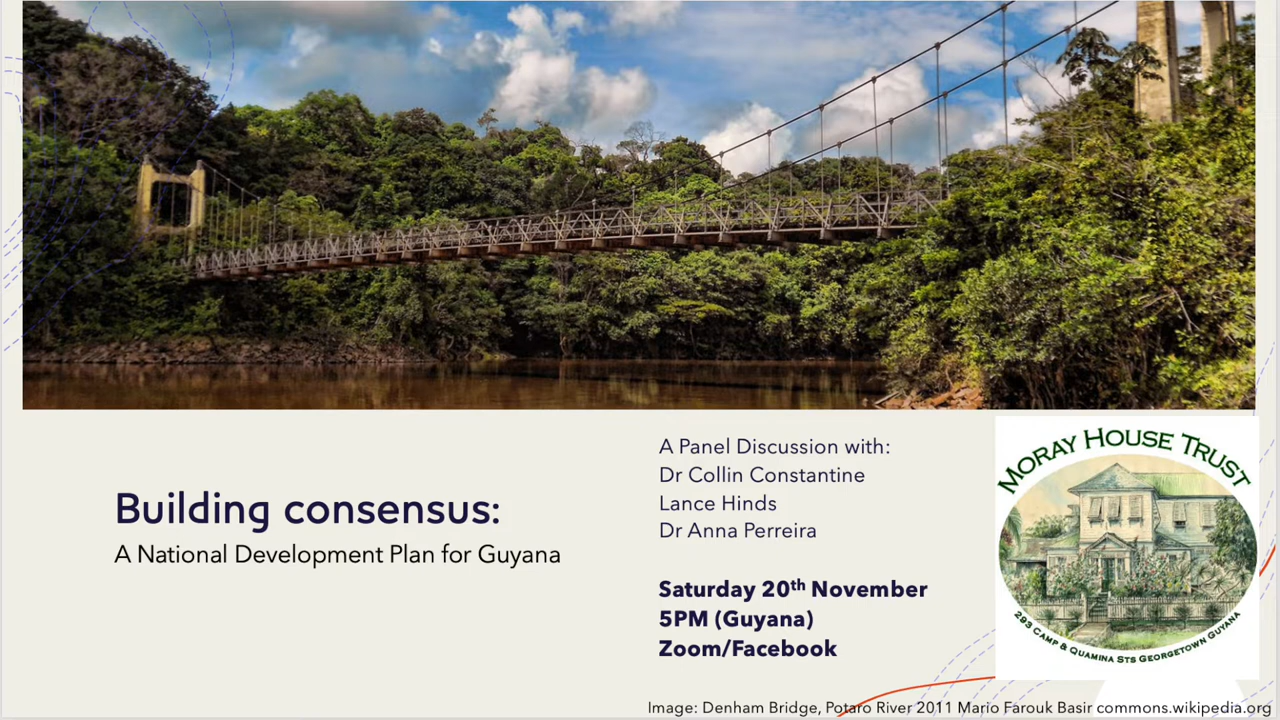 Building consensus:
A National Development Plan for Guyana
A Panel Discussion with:
Dr Collin Constantine
Lance Hinds
Dr Anna Perreira
Saturday 20th November
5PM (Guyana)
Zoom/Facebook
MORAY HOUSE TRUST
293 CAMP & QUAMINA STS GEORGETOWN GUYANA
Image: Denham Bridge, Potaro River 2011 Mario Farouk Basir commons.wikipedia.org